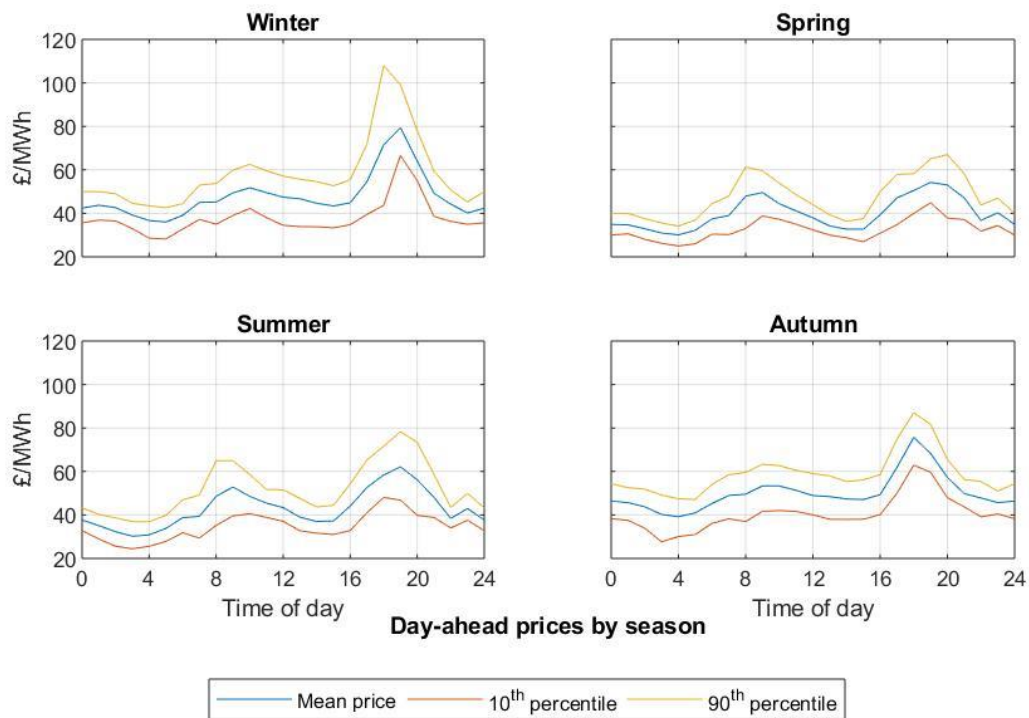 Winter
Spring
120
100
80
60
40
20
£/MWh
Summer
Autumn
120
100
80
60
40
20
£/MWh
0 4 8 12 16 20 24
0 4 8 12 16 20 24
Time of day
Time of day
Day-ahead prices by season
Mean price
10th percentile
90th percentile